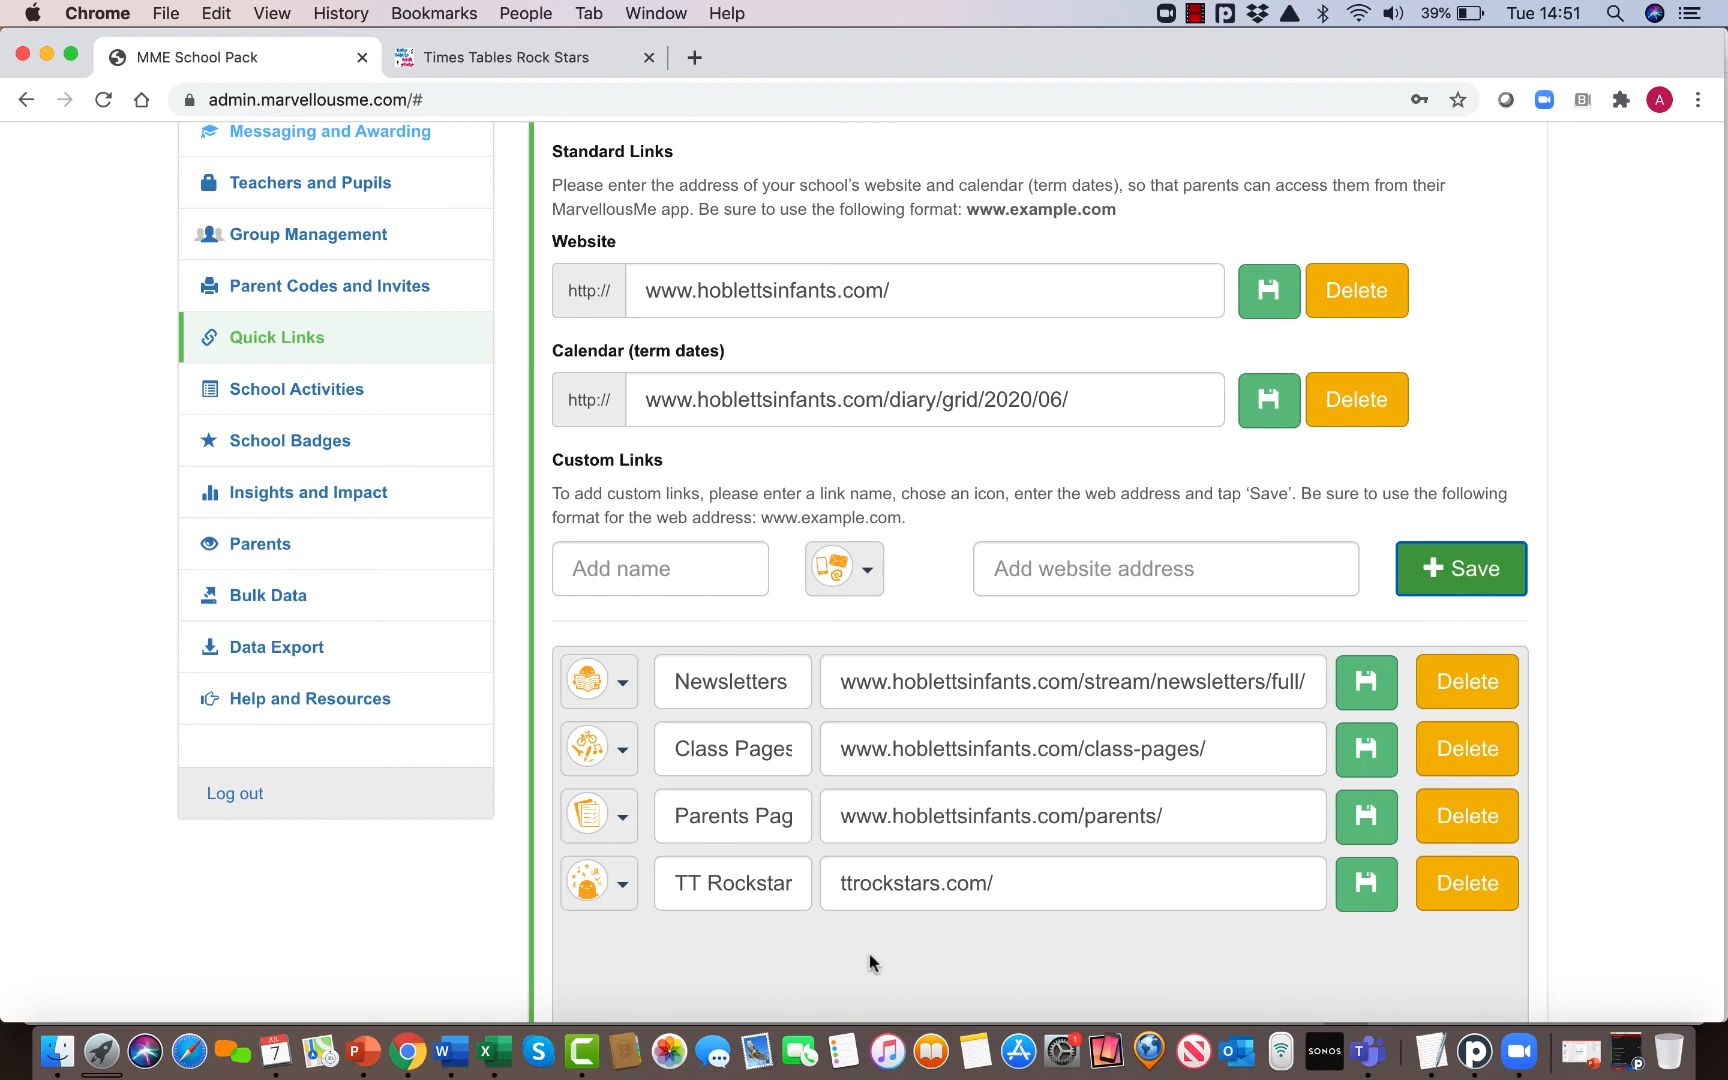 Chrome File Edit View History Bookmarks People Tab Window Help 39% Tue 14:51
MME School Pack
Times Tables Rock Stars
admin.marvellousme.com/#
A
Messaging and Awarding
Teachers and Pupils
Group Management
Parent Codes and Invites
Quick Links
School Activities
School Badges
Insights and Impact
Parents
Bulk Data
Data Export
Help and Resources
Log out
Standard Links
Please enter the address of your school’s website and calendar (term dates), so that parents can access them from their
MarvellousMe app. Be sure to use the following format: www.example.com
Website
http:// www.hoblettsinfants.com/ Delete
Calendar (term dates)
http:// www.hoblettsinfants.com/diary/grid/2020/06/ Delete
Custom Links
To add custom links, please enter a link name, chose an icon, enter the web address and tap ‘Save’. Be sure to use the following
format for the web address: www.example.com.
Add name Add website address + Save
Newsletters www.hoblettsinfants.com/stream/newsletters/full/ Delete
Class Pages www.hoblettsinfants.com/class-pages/ Delete
Parents Pag www.hoblettsinfants.com/parents/ Delete
TT Rockstar ttrockstars.com/ Delete
JUL
7
SONOS
1